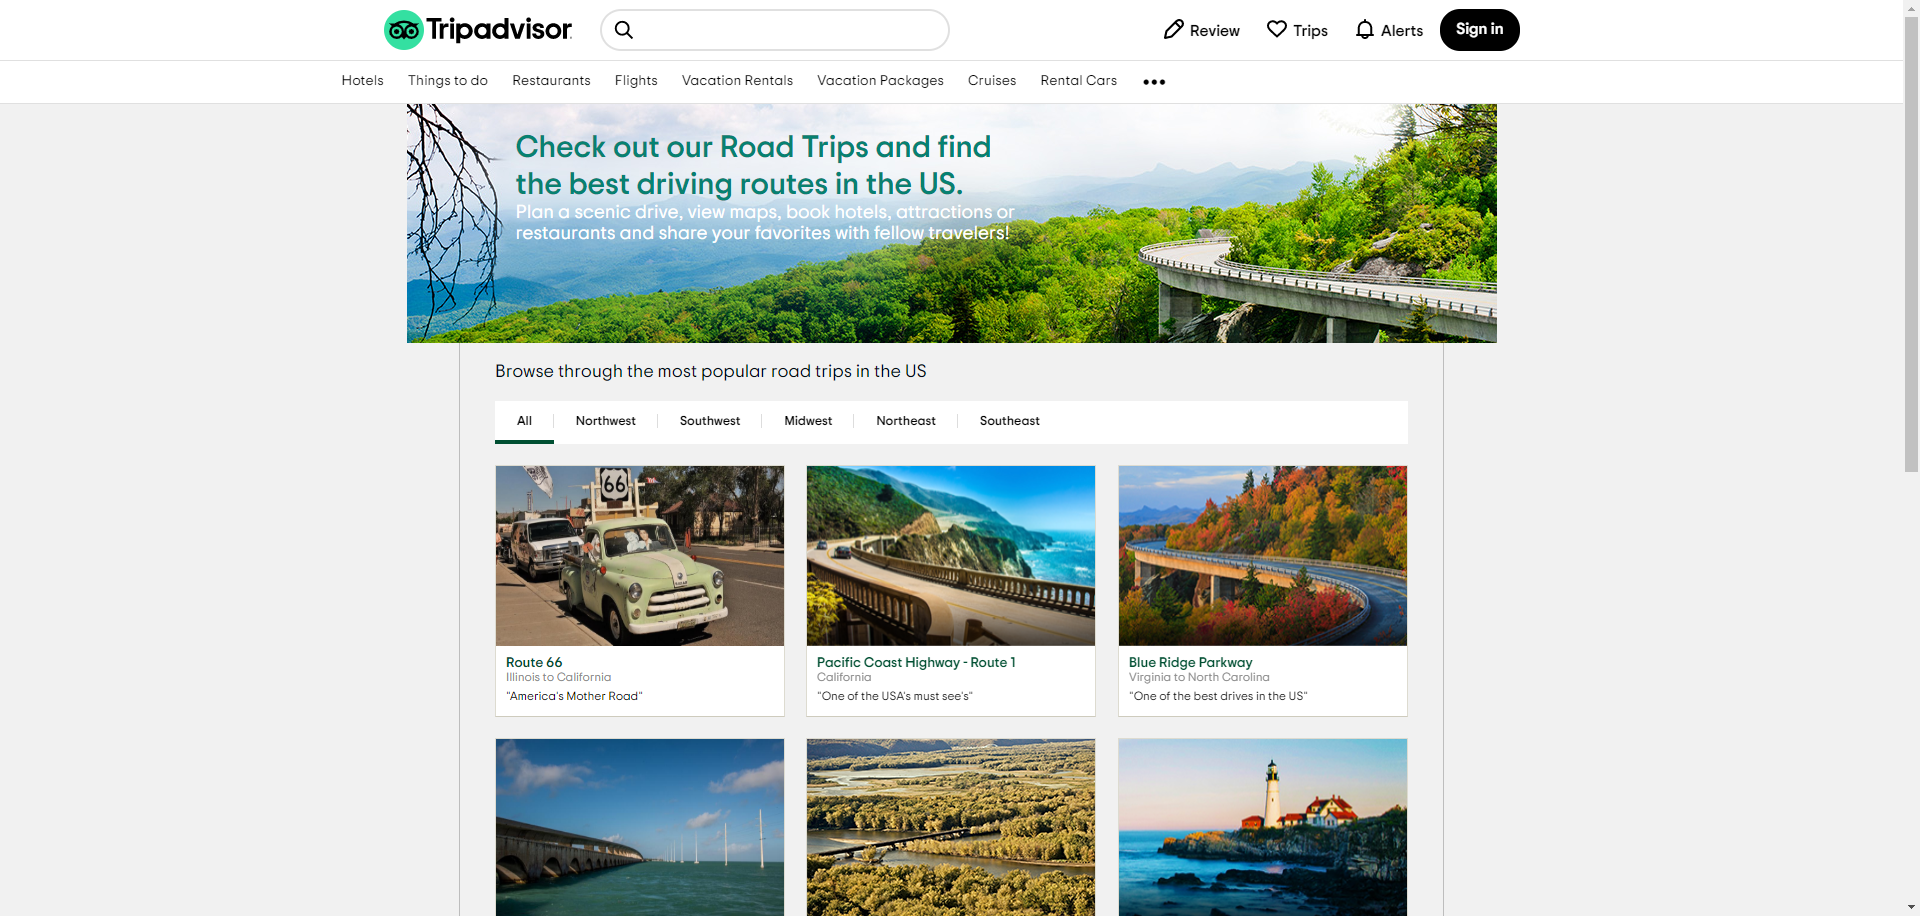 Tripadvisor
Review
Trips
Alerts
Sign in
Hotels
Things to do
Restaurants
Flights
Vacation Rentals
Vacation Packages
Cruises
Rental Cars
Check out our Road Trips and find
the best driving routes in the US.
Plan a scenic drive, view maps, book hotels, attractions or
restaurants and share your favorites with fellow travelers!
Browse through the most popular road trips in the US
All
Northwest
Southwest
Midwest
Northeast
Southeast
66
Route 66
Illinois to California
"America's Mother Road"
Pacific Coast Highway - Route 1
California
"One of the USA's must see's"
Blue Ridge Parkway
Virginia to North Carolina
"One of the best drives in the US"